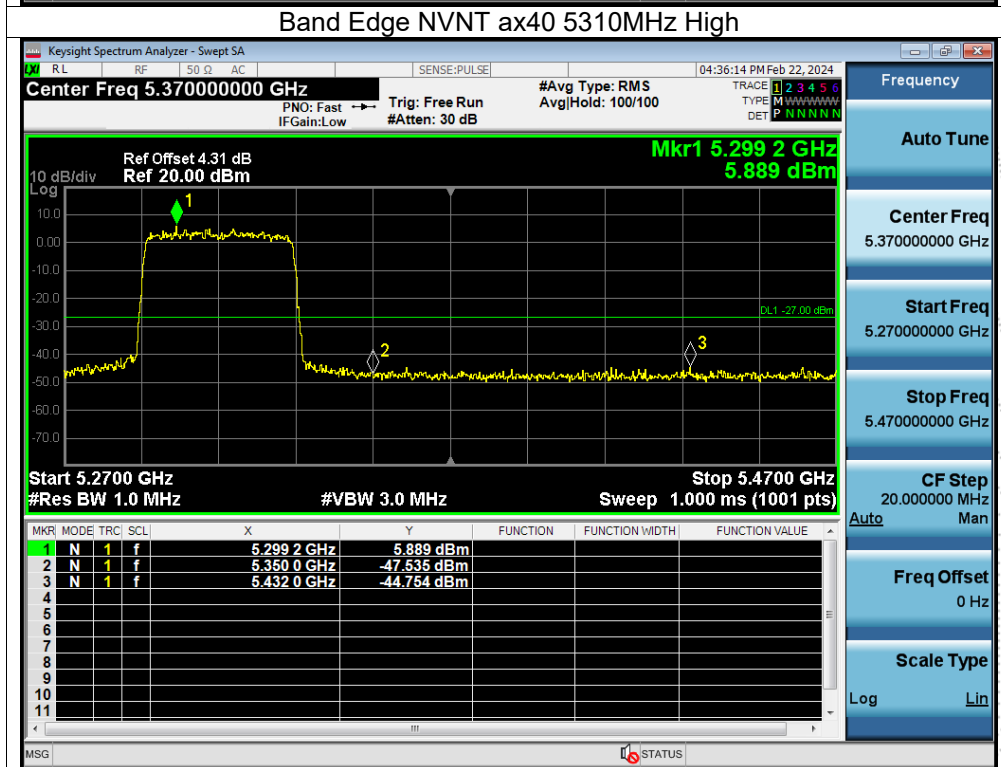 Band Edge NVNT ax40 5310MHz High
Keysight Spectrum Analyzer - Swept SA
LXI RL RF 50 Ω AC SENSE:PULSE 04:36:14 PM Feb 22, 2024
Center Freq 5.370000000 GHz #Avg Type: RMS TRACE 1 2 3 4 5 6
PNO: Fast Trig: Free Run Avg|Hold: 100/100 TYPE M WWWWW
IFGain:Low #Atten: 30 dB DET P N N N N N
Frequency
Auto Tune
Center Freq
5.370000000 GHz
Start Freq
5.270000000 GHz
Stop Freq
5.470000000 GHz
CF Step
20.000000 MHz
Auto Man
Freq Offset
0 Hz
Scale Type
Log Lin
Mkr1 5.299 2 GHz
5.889 dBm
Ref Offset 4.31 dB
10 dB/div Ref 20.00 dBm
Log
10.0
0.00
-10.0
-20.0
-30.0
-40.0
-50.0
-60.0
-70.0
1
2
3
DL1 -27.00 dBm
Start 5.2700 GHz Stop 5.4700 GHz
#Res BW 1.0 MHz #VBW 3.0 MHz Sweep 1.000 ms (1001 pts)
MKR MODE TRC SCL X Y FUNCTION FUNCTION WIDTH FUNCTION VALUE
1 N 1 f 5.299 2 GHz 5.889 dBm
2 N 1 f 5.350 0 GHz -47.535 dBm
3 N 1 f 5.432 0 GHz -44.754 dBm
4
5
6
7
8
9
10
11
MSG STATUS